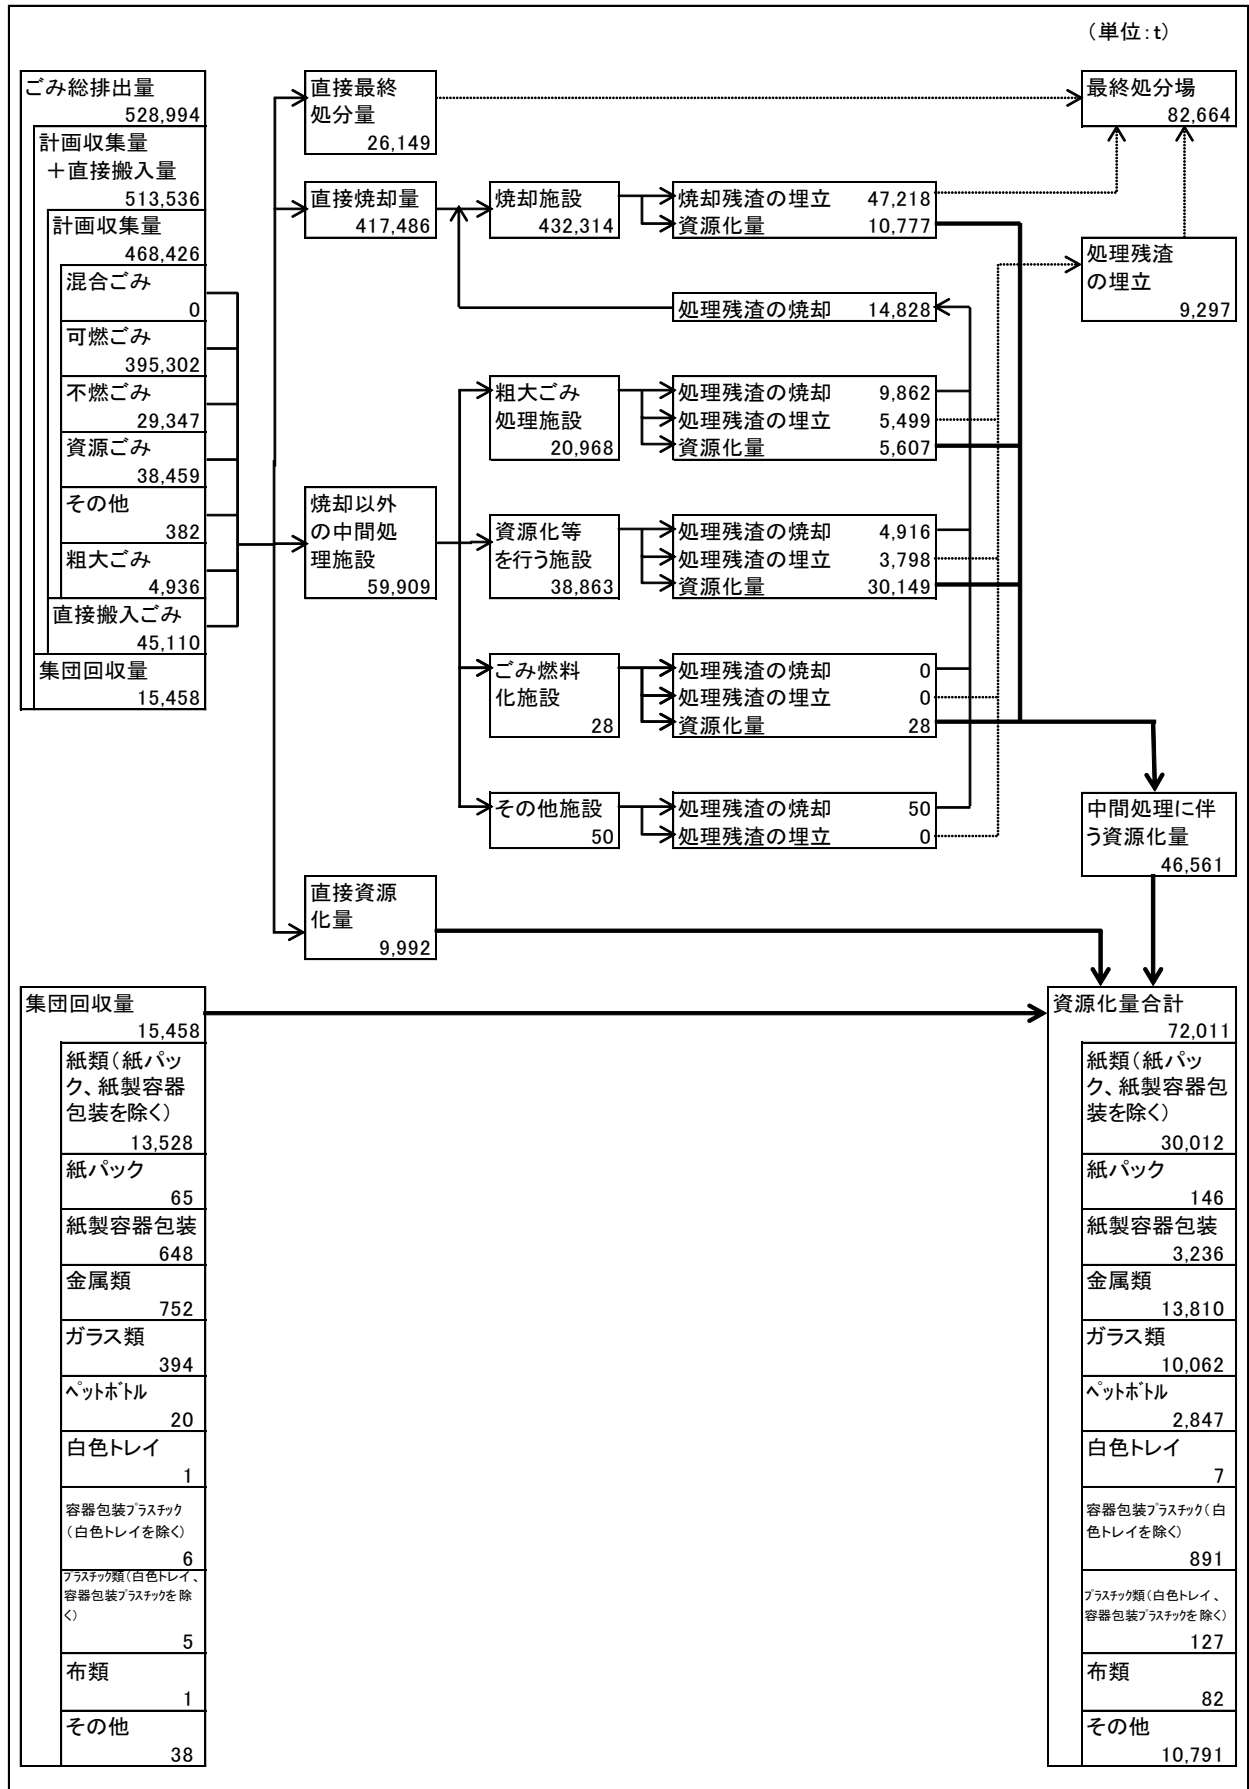 （単位：t）
ごみ総排出量
528,994
計画収集量
＋直接搬入量
513,536
計画収集量
468,426
混合ごみ
0
可燃ごみ
395,302
不燃ごみ
29,347
資源ごみ
38,459
その他
382
粗大ごみ
4,936
直接搬入ごみ
45,110
集団回収量
15,458
直接最終
処分量
26,149
直接焼却量
417,486
焼却以外
の中間処
理施設
59,909
直接資源
化量
9,992
焼却施設
432,314
粗大ごみ
処理施設
20,968
資源化等
を行う施設
38,863
ごみ燃料
化施設
28
その他施設
50
焼却残渣の埋立 47,218
資源化量 10,777
処理残渣の焼却 14,828
処理残渣の焼却 9,862
処理残渣の埋立 5,499
資源化量 5,607
処理残渣の焼却 4,916
処理残渣の埋立 3,798
資源化量 30,149
処理残渣の焼却 0
処理残渣の埋立 0
資源化量 28
処理残渣の焼却 50
処理残渣の埋立 0
最終処分場
82,664
処理残渣
の埋立
9,297
中間処理に伴
う資源化量
46,561
集団回収量
15,458
紙類（紙パッ
ク、紙製容器
包装を除く）
13,528
紙パック
65
紙製容器包装
648
金属類
752
ガラス類
394
ﾍﾟｯﾄﾎﾞﾄﾙ
20
白色トレイ
1
容器包装ﾌﾟﾗｽﾁｯｸ
（白色トレイを除く）
6
ﾌﾟﾗｽﾁｯｸ類（白色トレイ、
容器包装ﾌﾟﾗｽﾁｯｸを除
く）
5
布類
1
その他
38
資源化量合計
72,011
紙類（紙パッ
ク、紙製容器包
装を除く）
30,012
紙パック
146
紙製容器包装
3,236
金属類
13,810
ガラス類
10,062
ﾍﾟｯﾄﾎﾞﾄﾙ
2,847
白色トレイ
7
容器包装ﾌﾟﾗｽﾁｯｸ（白
色トレイを除く）
891
ﾌﾟﾗｽﾁｯｸ類（白色トレイ、
容器包装ﾌﾟﾗｽﾁｯｸを除く）
127
布類
82
その他
10,791